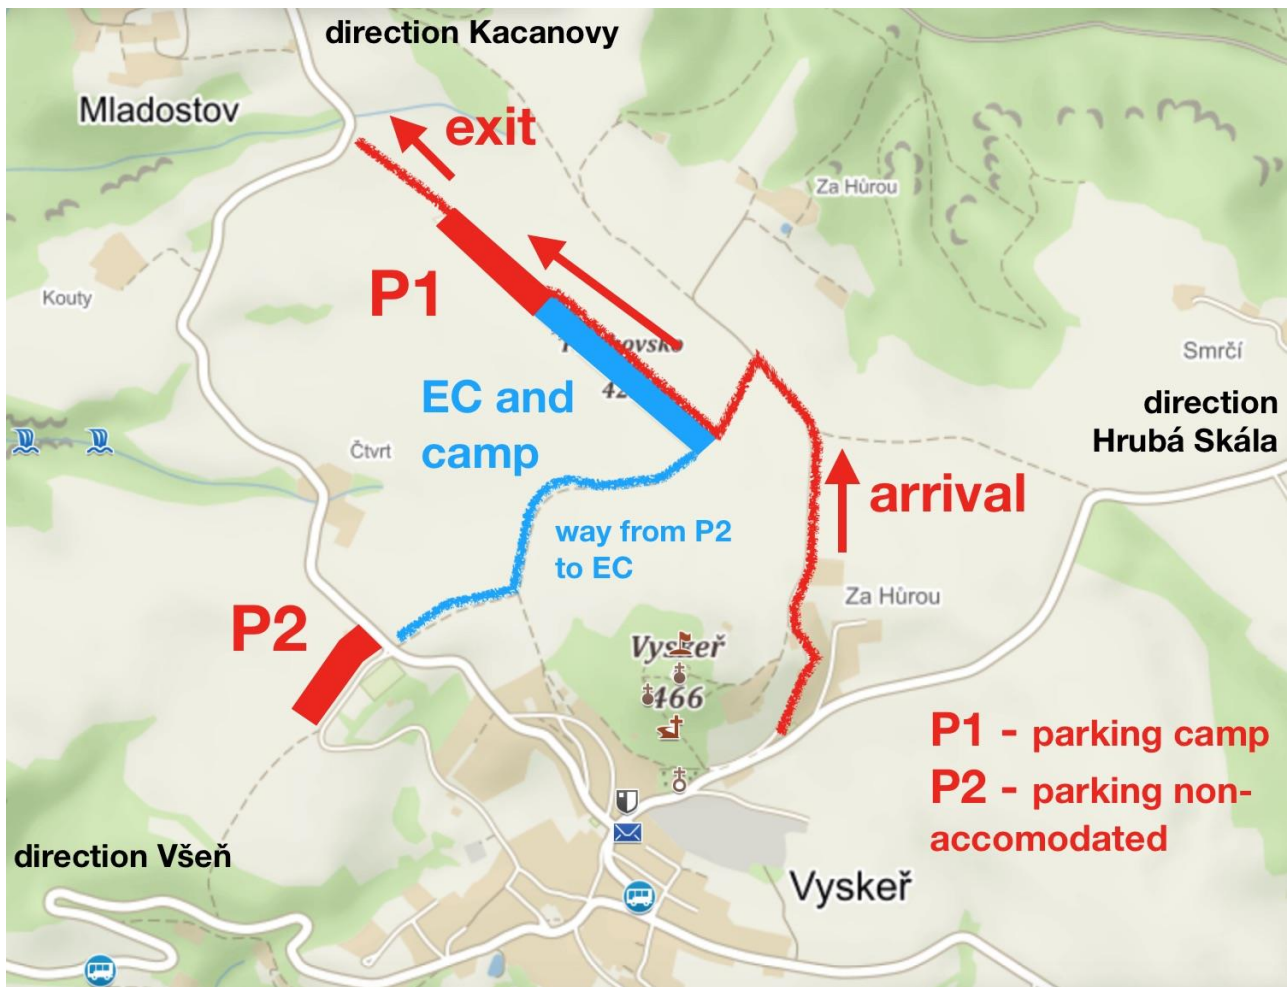 direction Kacanovy
Mladostov
exit
Za Hůrou
P1
Kouty
Smrčí
EC and
camp
direction
Hrubá Skála
Čtvrt
arrival
way from P2
to EC
Za Hůrou
P2
Vyskeř
466
P1 - parking camp
P2 - parking non-
accomodated
direction Všeň
Vyskeř